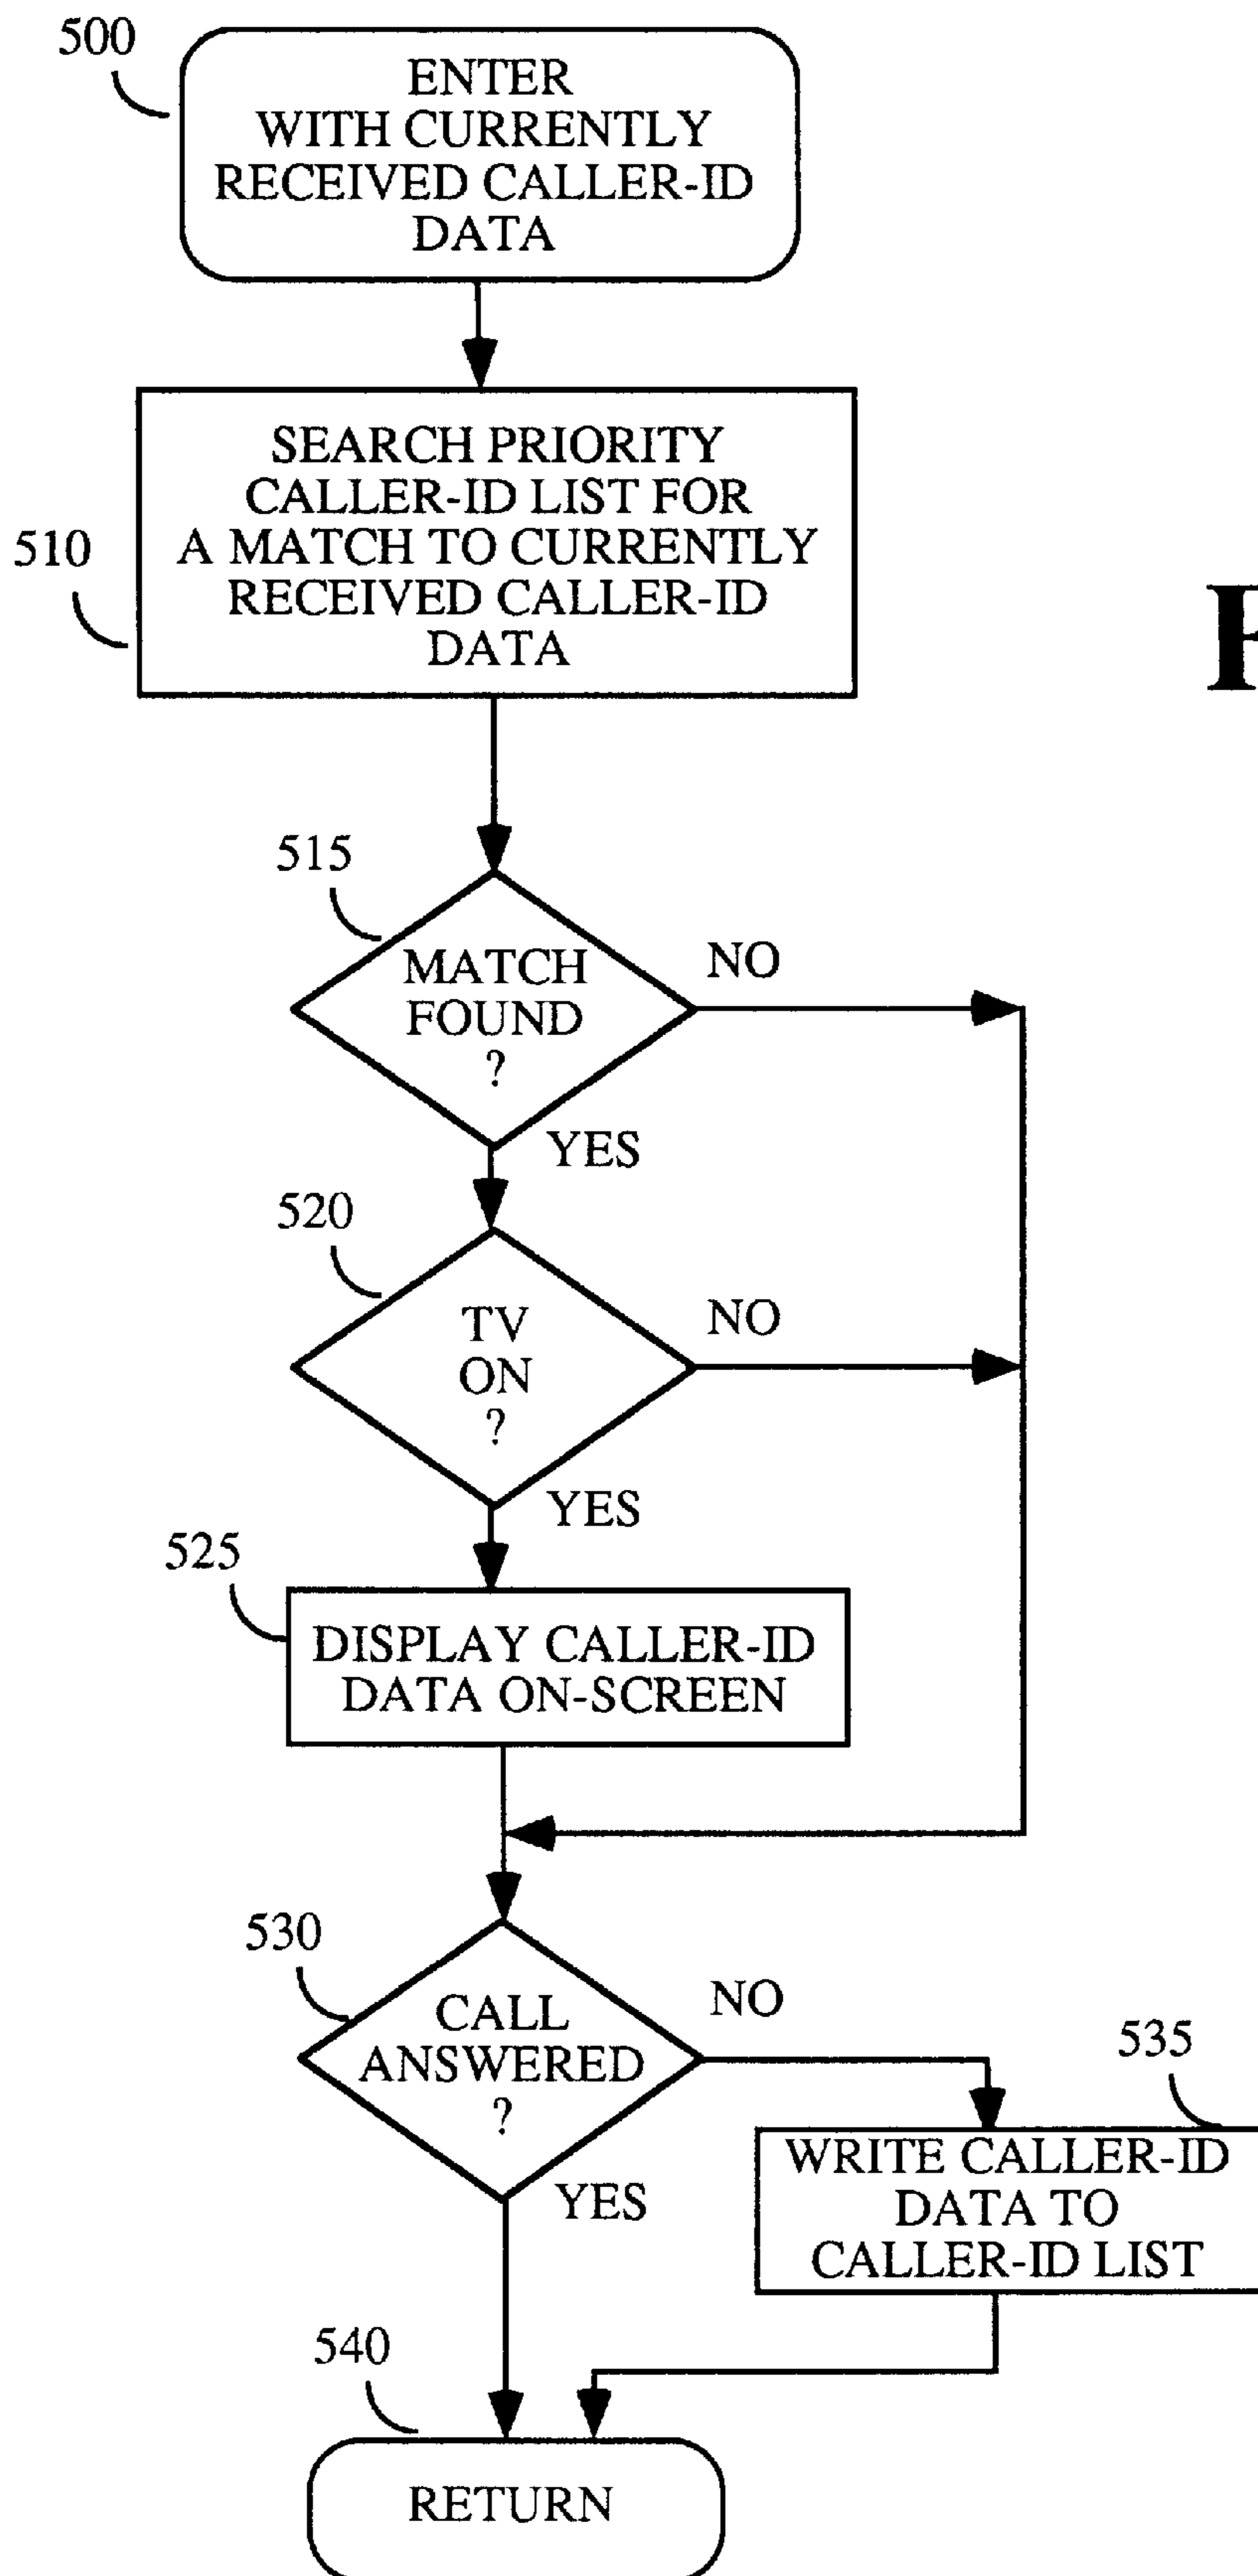 500
ENTER
WITH CURRENTLY
RECEIVED CALLER-ID
DATA
510
SEARCH PRIORITY
CALLER-ID LIST FOR
A MATCH TO CURRENTLY
RECEIVED CALLER-ID
DATA
515
MATCH
FOUND
?
NO
YES
520
TV
ON
?
NO
YES
525
DISPLAY CALLER-ID
DATA ON-SCREEN
530
CALL
ANSWERED
?
NO
YES
535
WRITE CALLER-ID
DATA TO
CALLER-ID LIST
540
RETURN